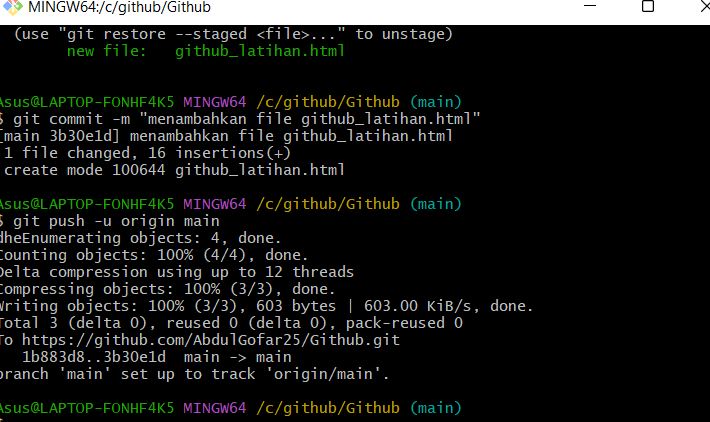 MINGW64:/c/github/Github
(use "git restore --staged <file>..." to unstage)
new file:   github_latihan.html
Asus@LAPTOP-FONHF4K5 MINGW64 /c/github/Github (main)
$ git commit -m "menambahkan file github_latihan.html"
[main 3b30e1d] menambahkan file github_latihan.html
1 file changed, 16 insertions(+)
create mode 100644 github_latihan.html
Asus@LAPTOP-FONHF4K5 MINGW64 /c/github/Github (main)
$ git push -u origin main
dheEnumerating objects: 4, done.
Counting objects: 100% (4/4), done.
Delta compression using up to 12 threads
Compressing objects: 100% (3/3), done.
Writing objects: 100% (3/3), 603 bytes | 603.00 KiB/s, done.
Total 3 (delta 0), reused 0 (delta 0), pack-reused 0
To https://github.com/AbdulGofar25/Github.git
1b883d8..3b30e1d  main -> main
branch 'main' set up to track 'origin/main'.
Asus@LAPTOP-FONHF4K5 MINGW64 /c/github/Github (main)